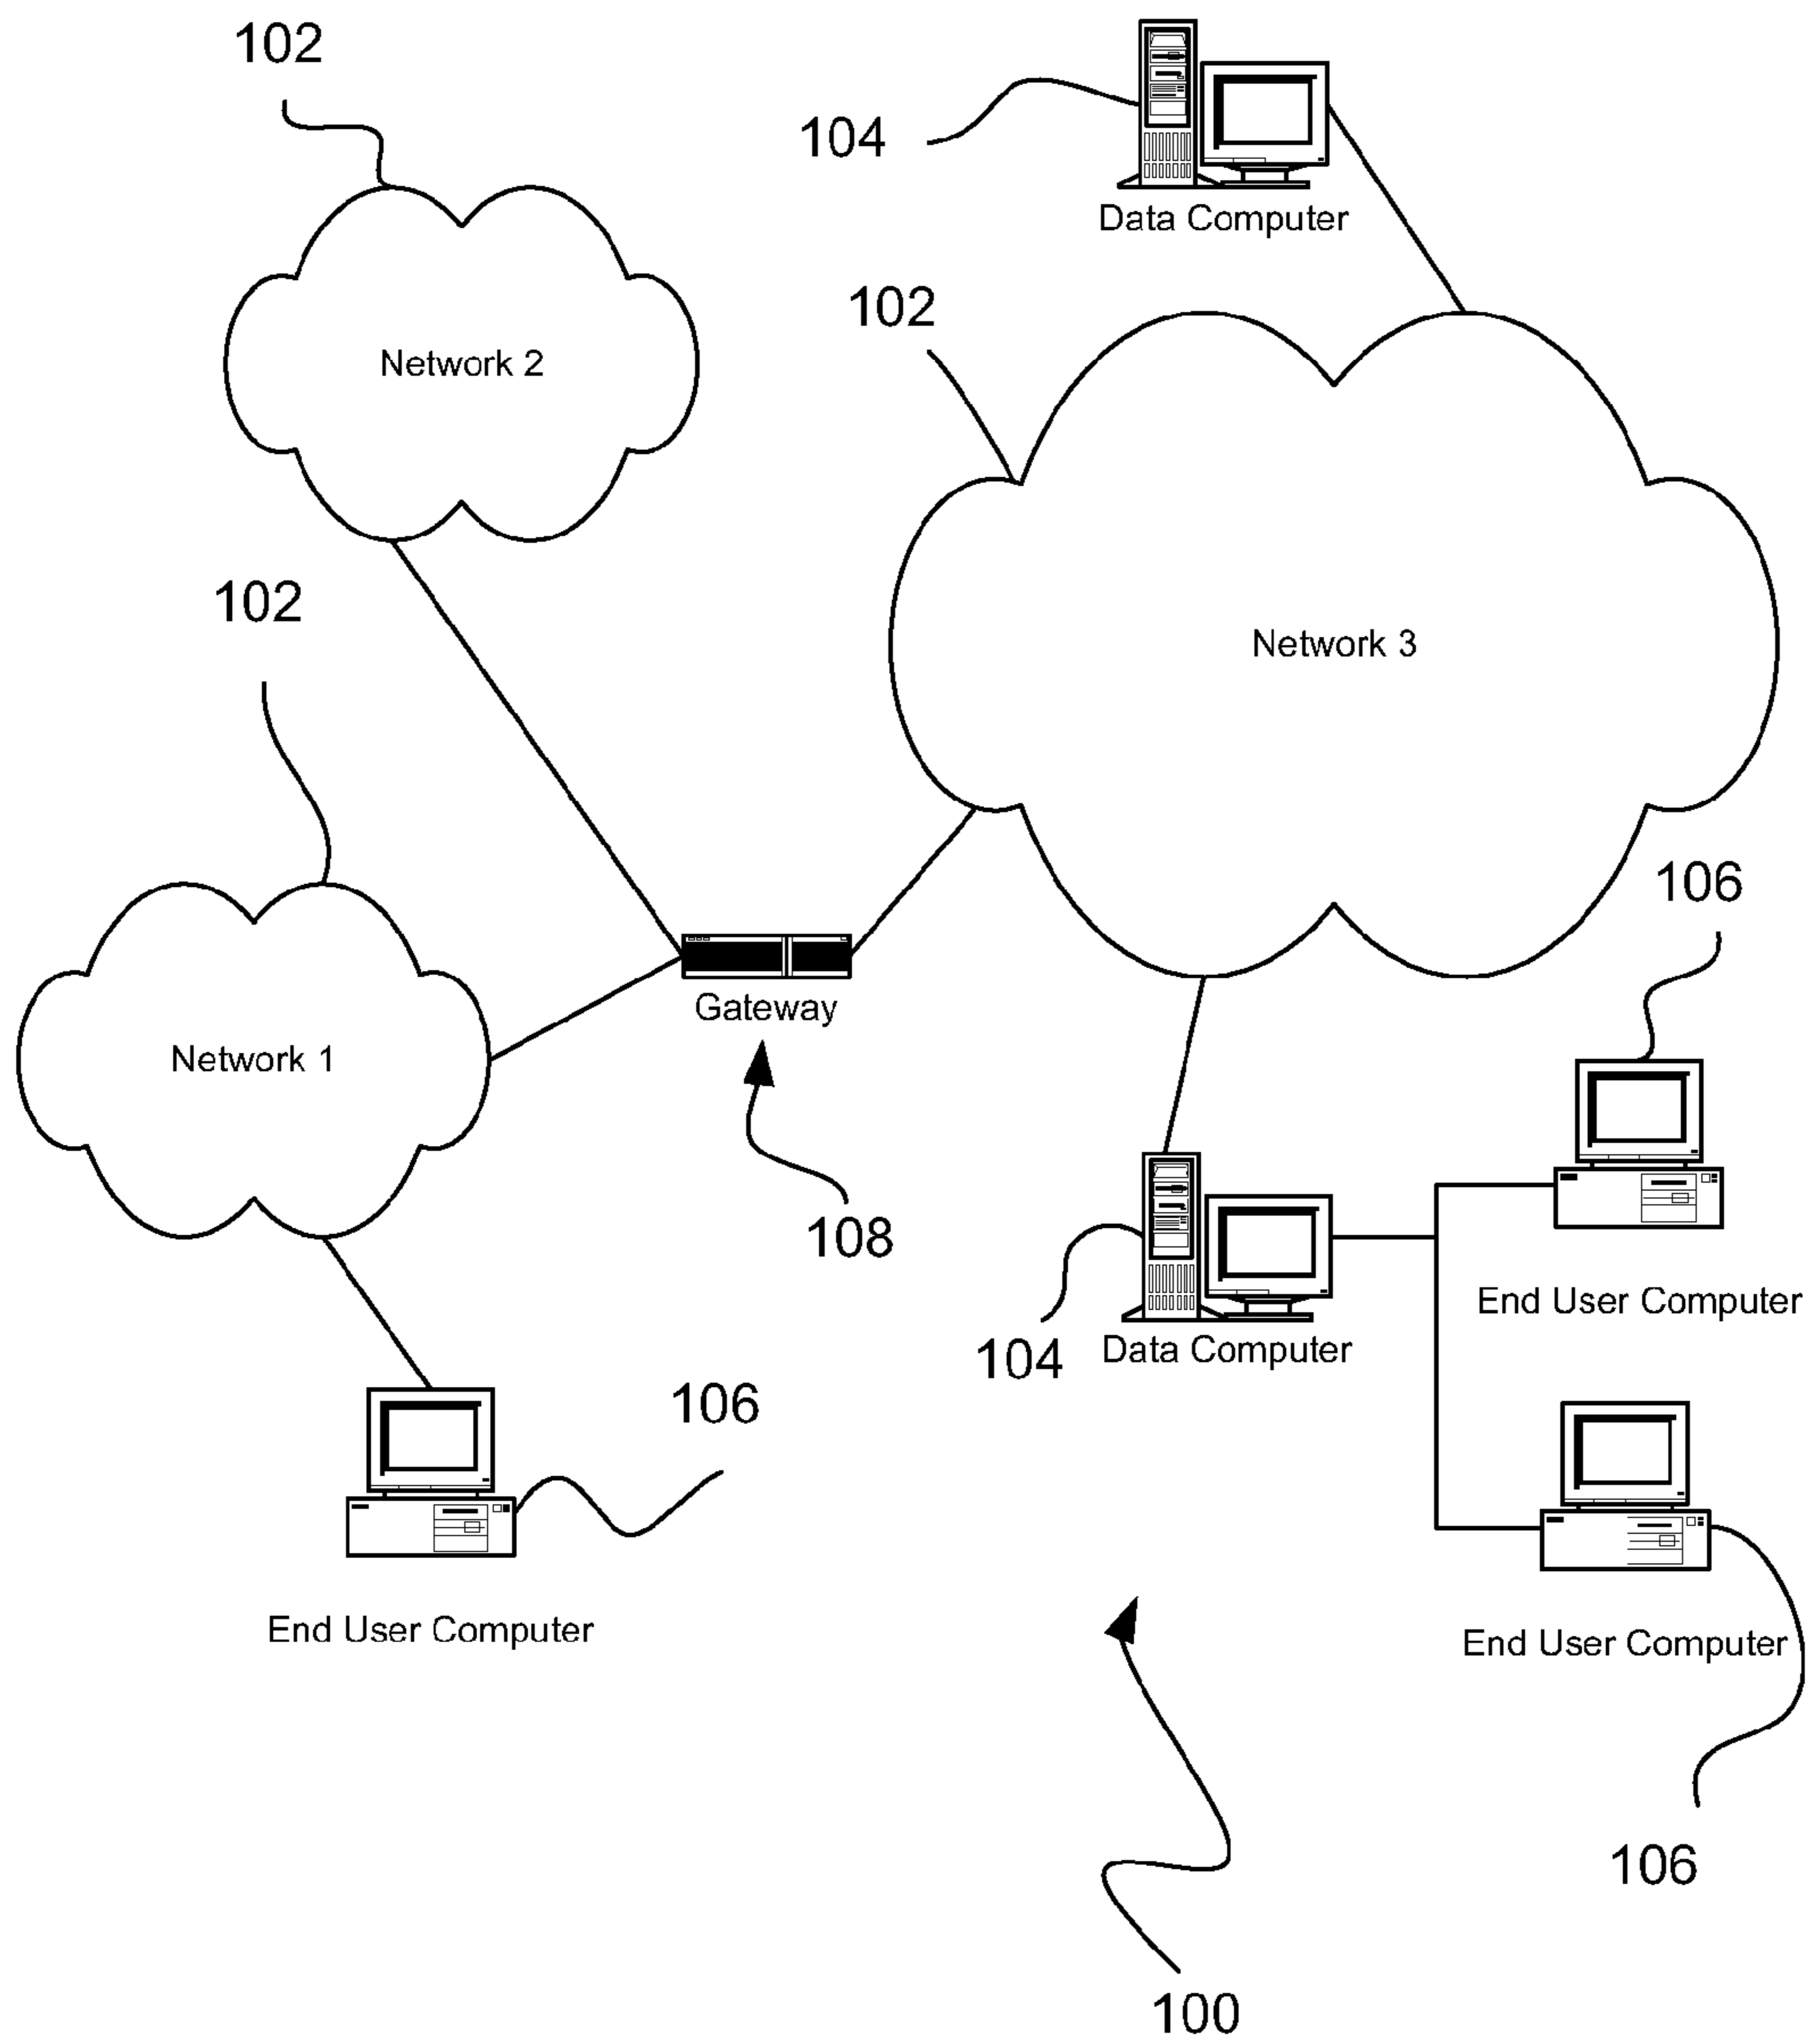 102
104
Data Computer
102
Network 2
102
Network 3
106
Gateway
Network 1
108
End User Computer
104
Data Computer
106
End User Computer
End User Computer
106
100